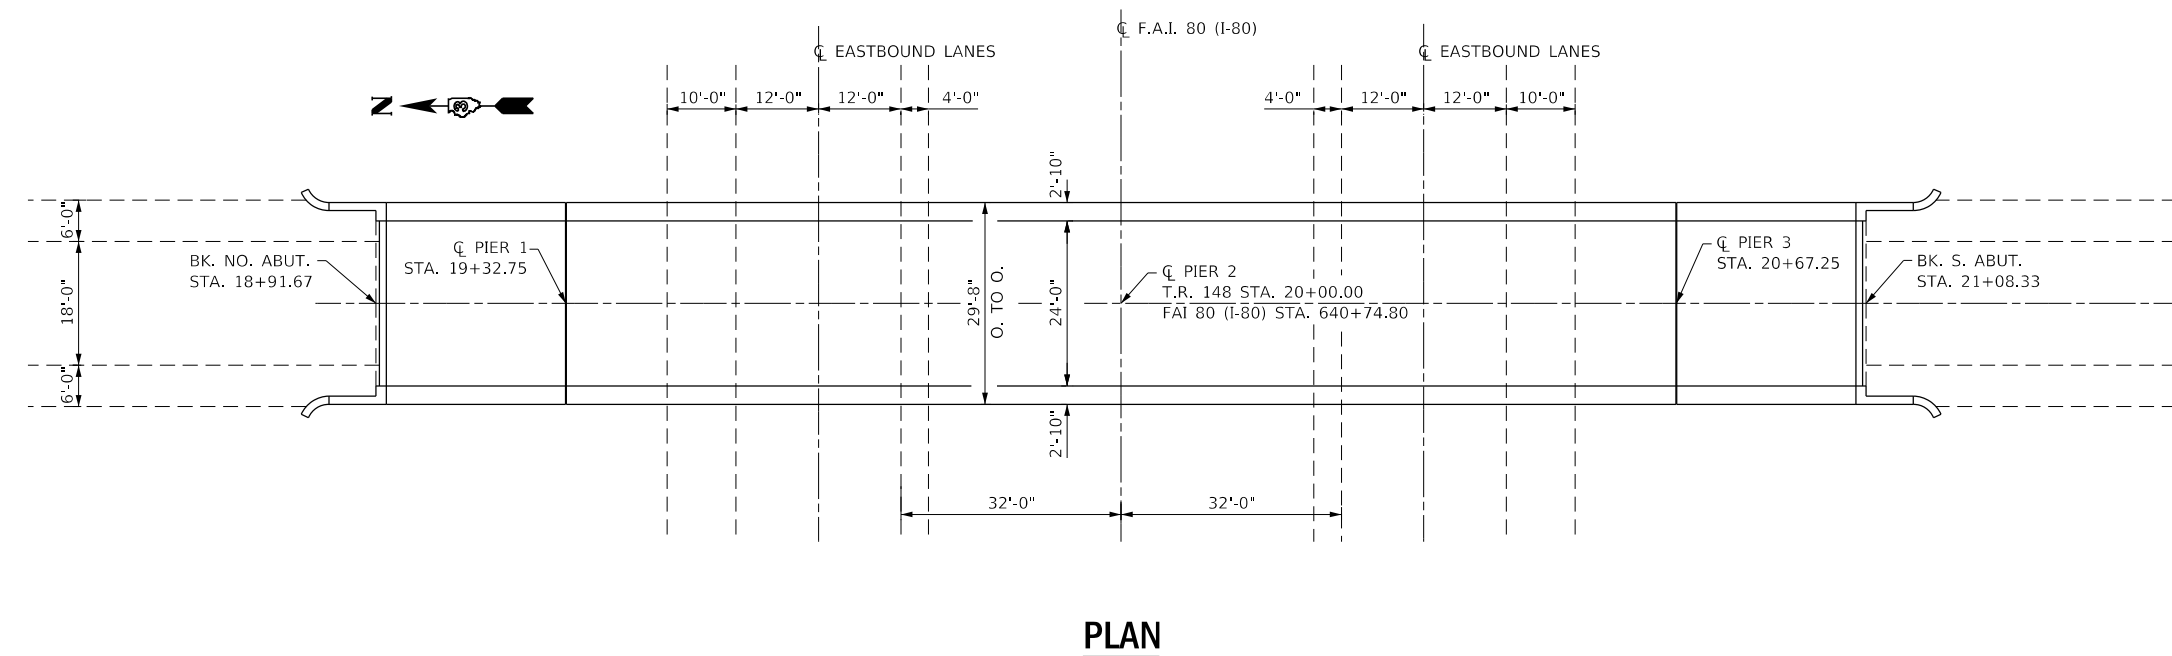 ℄ F.A.I. 80 (I-80)
℄ EASTBOUND LANES
℄ EASTBOUND LANES
N
10'-0"
12'-0"
12'-0"
4'-0"
4'-0"
12'-0"
12'-0"
10'-0"
2'-10"
6'-0"
18'-0"
6'-0"
BK. NO. ABUT.
STA. 18+91.67
℄ PIER 1
STA. 19+32.75
29'-8"
O. TO O.
24'-0"
℄ PIER 2
T.R. 148 STA. 20+00.00
FAI 80 (I-80) STA. 640+74.80
℄ PIER 3
STA. 20+67.25
BK. S. ABUT.
STA. 21+08.33
2'-10"
32'-0"
32'-0"
PLAN